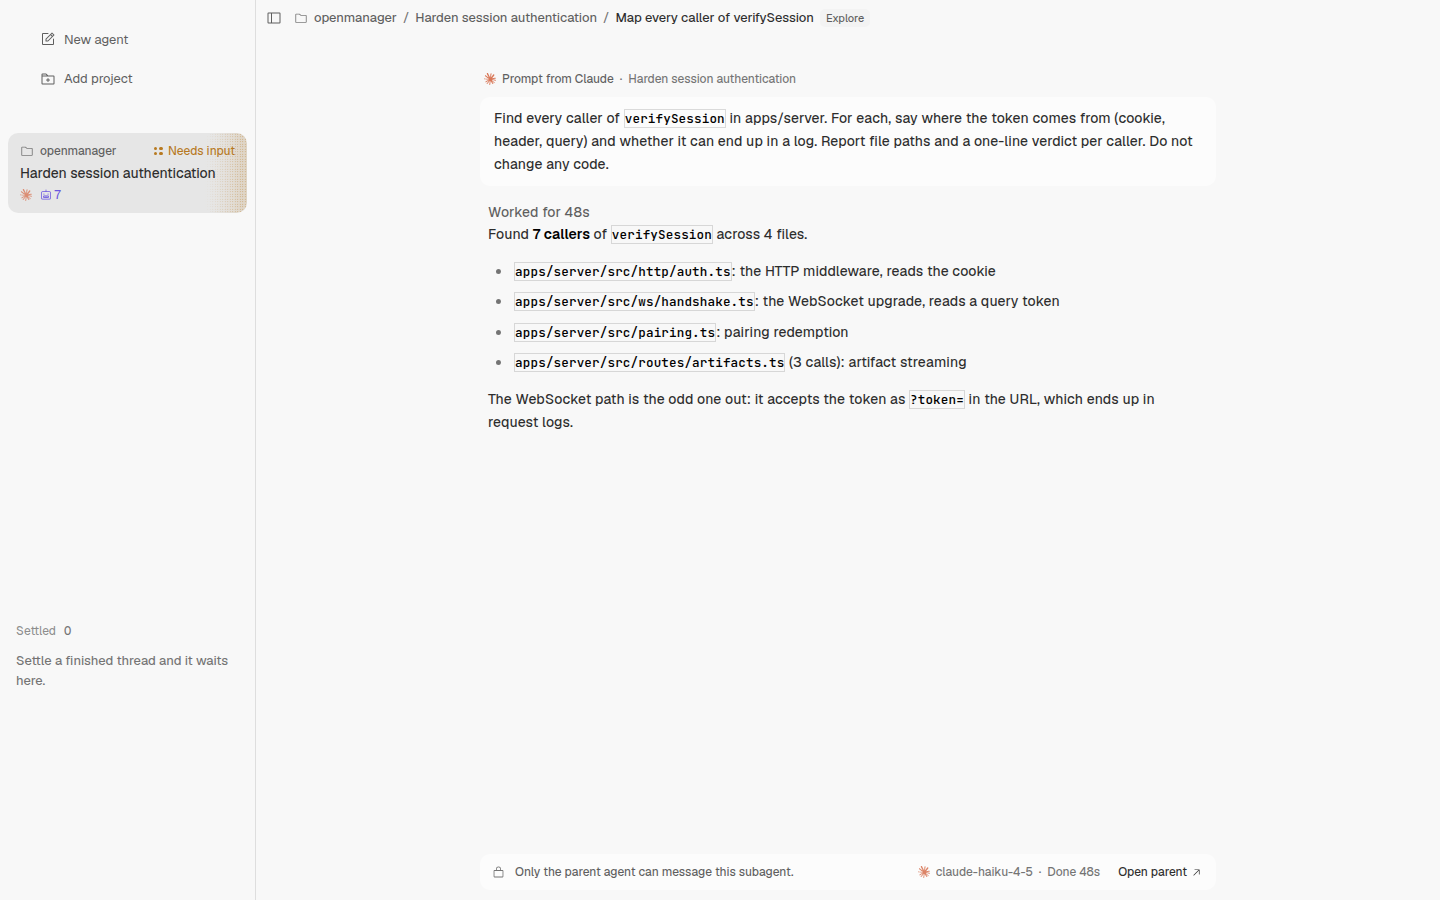 New agent
Add project
openmanager
Needs input
Harden session authentication
7
Settled 0
Settle a finished thread and it waits
here.
openmanager / Harden session authentication / Map every caller of verifySession Explore
Prompt from Claude · Harden session authentication
Find every caller of verifySession in apps/server. For each, say where the token comes from (cookie,
header, query) and whether it can end up in a log. Report file paths and a one-line verdict per caller. Do not
change any code.
Worked for 48s
Found 7 callers of verifySession across 4 files.
• apps/server/src/http/auth.ts: the HTTP middleware, reads the cookie
• apps/server/src/ws/handshake.ts: the WebSocket upgrade, reads a query token
• apps/server/src/pairing.ts: pairing redemption
• apps/server/src/routes/artifacts.ts (3 calls): artifact streaming
The WebSocket path is the odd one out: it accepts the token as ?token= in the URL, which ends up in
request logs.
Only the parent agent can message this subagent.
claude-haiku-4-5 · Done 48s
Open parent ↗